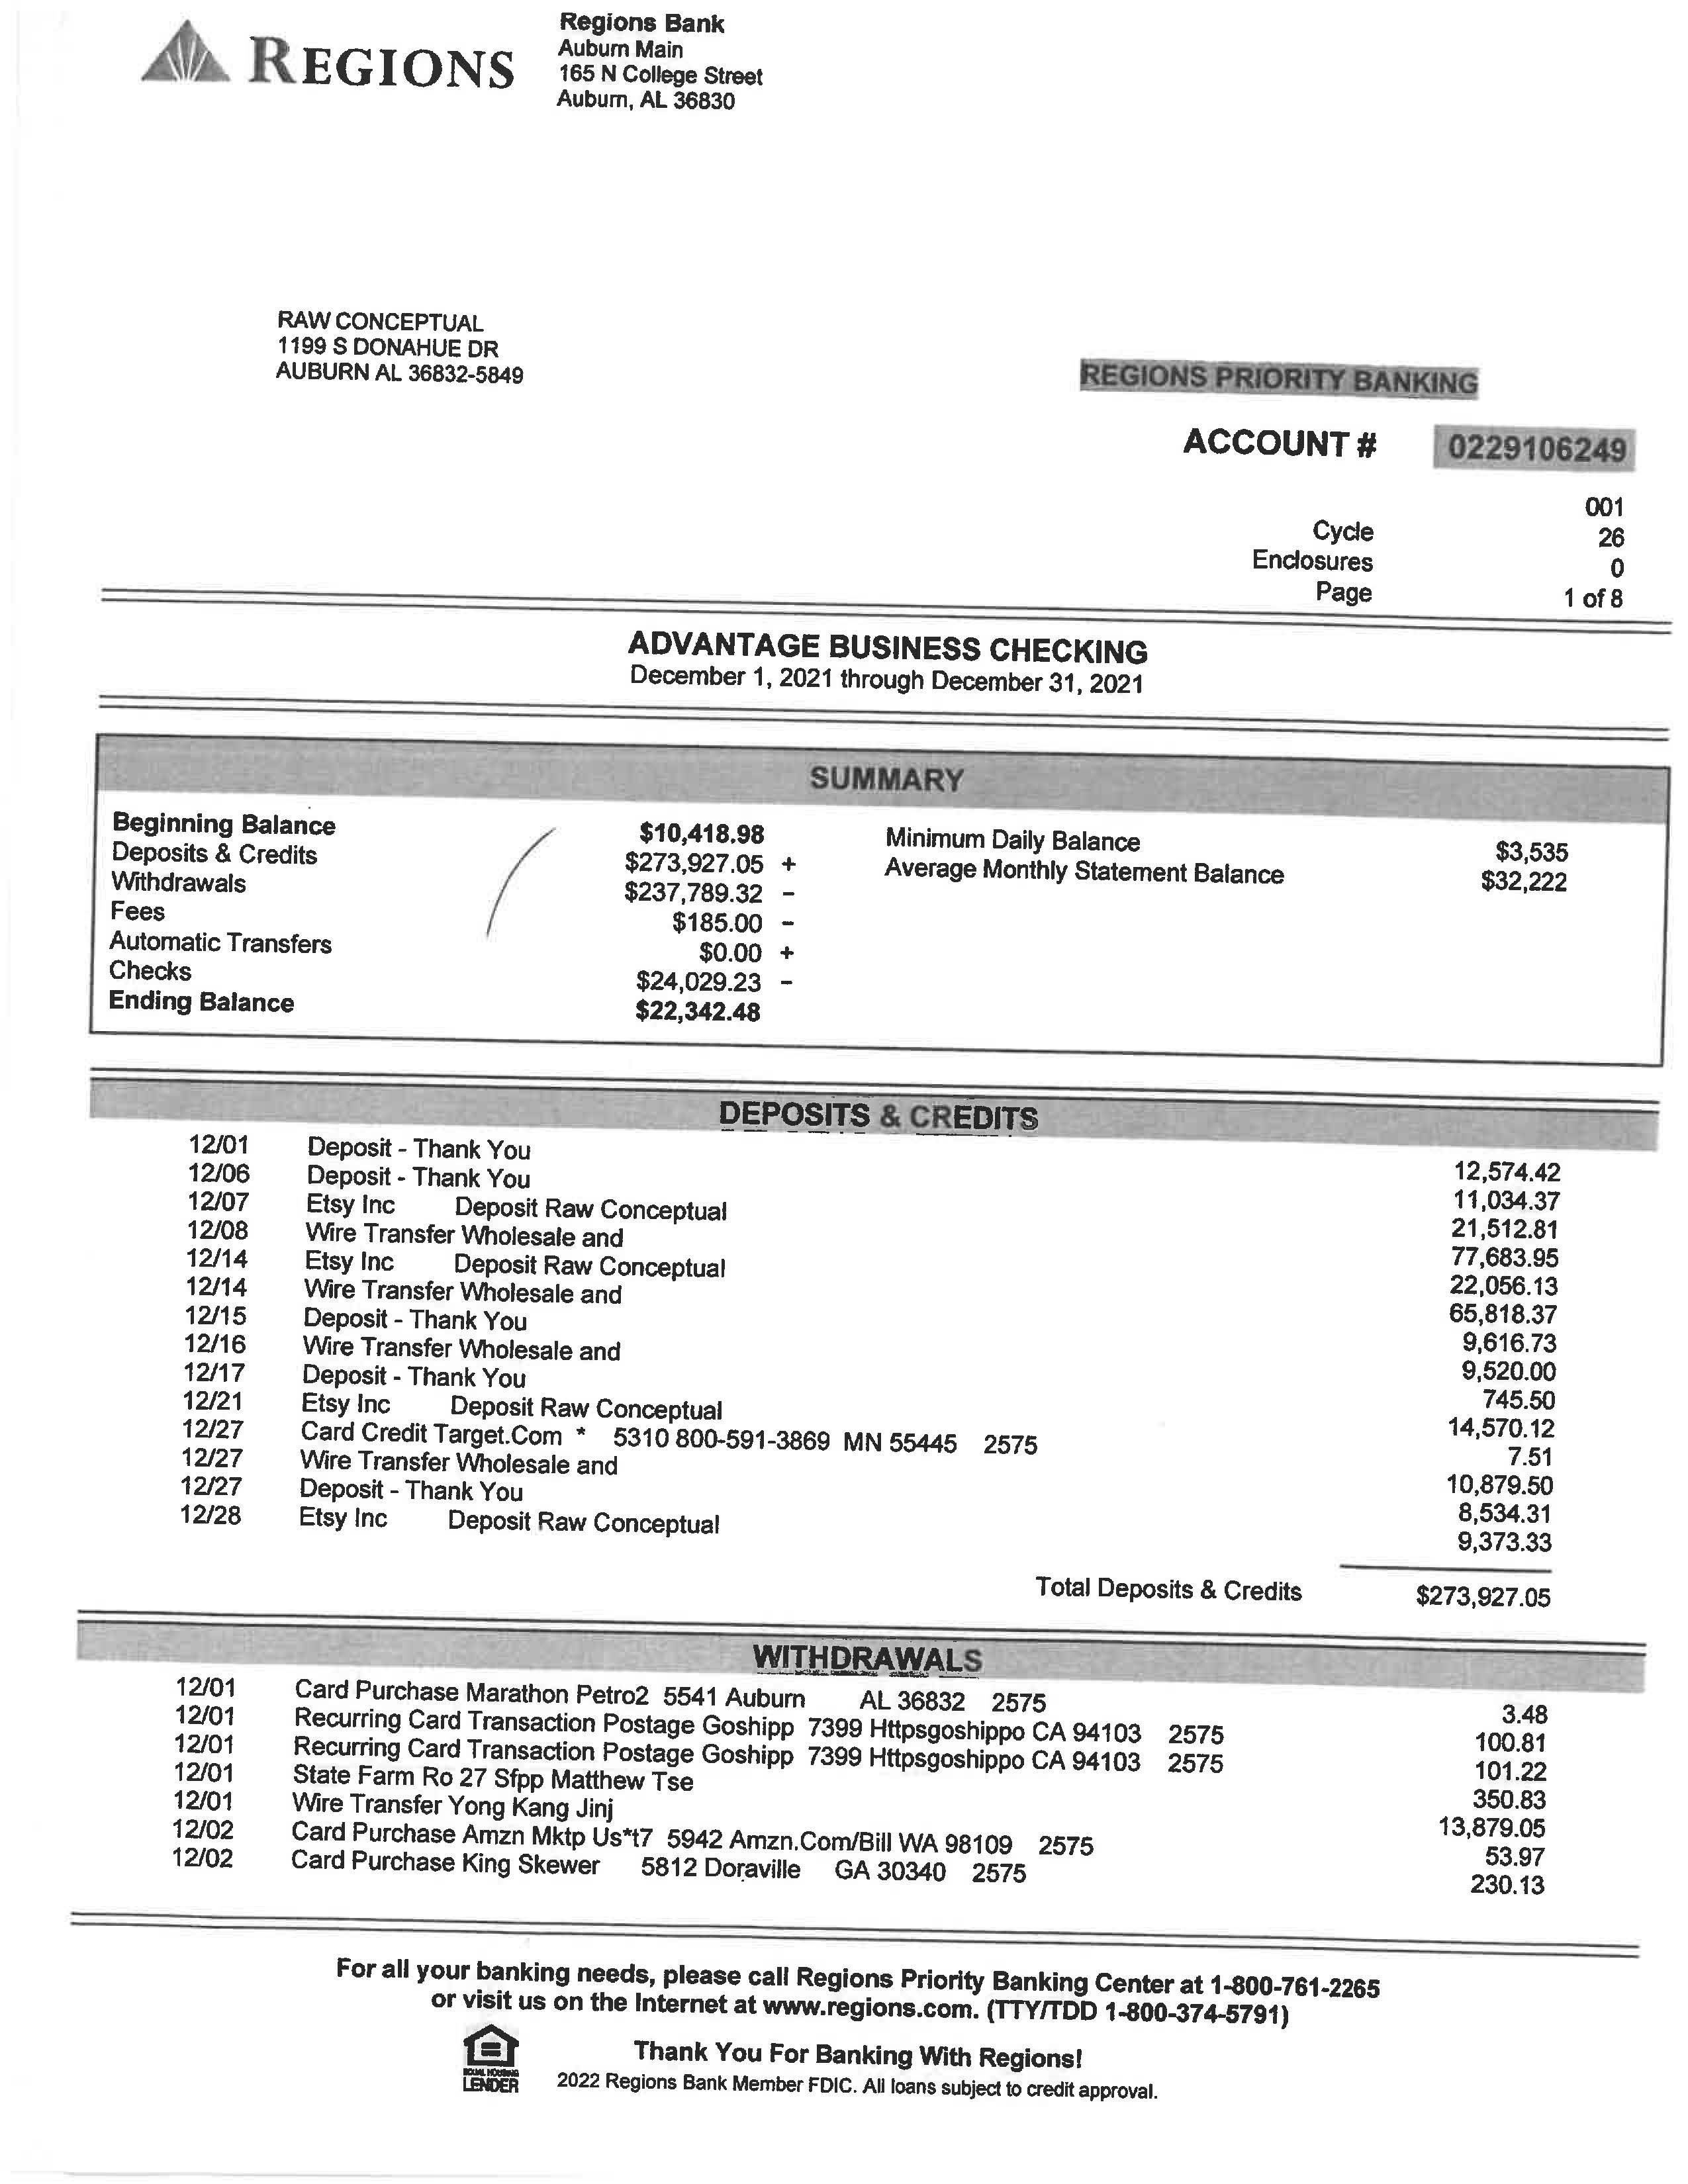 REGIONS
Regions Bank
Auburn Main
165 N College Street
Auburn, AL 36830
RAW CONCEPTUAL
1199 S DONAHUE DR
AUBURN AL 36832-5849
REGIONS PRIORITY BANKING
ACCOUNT # 0229106249
001
Cycle 26
Enclosures 0
Page 1 of 8
ADVANTAGE BUSINESS CHECKING
December 1, 2021 through December 31, 2021
SUMMARY
Beginning Balance $10,418.98 Minimum Daily Balance $3,535
Deposits & Credits $273,927.05 + Average Monthly Statement Balance $32,222
Withdrawals $237,789.32 -
Fees $185.00 -
Automatic Transfers $0.00 +
Checks $24,029.23 -
Ending Balance $22,342.48
DEPOSITS & CREDITS
12/01 Deposit - Thank You 12,574.42
12/06 Deposit - Thank You 11,034.37
12/07 Etsy Inc Deposit Raw Conceptual 21,512.81
12/08 Wire Transfer Wholesale and 77,683.95
12/14 Etsy Inc Deposit Raw Conceptual 22,056.13
12/14 Wire Transfer Wholesale and 65,818.37
12/15 Deposit - Thank You 9,616.73
12/16 Wire Transfer Wholesale and 9,520.00
12/17 Deposit - Thank You 745.50
12/21 Etsy Inc Deposit Raw Conceptual 14,570.12
12/27 Card Credit Target.Com * 5310 800-591-3869 MN 55445 2575 7.51
12/27 Wire Transfer Wholesale and 10,879.50
12/27 Deposit - Thank You 8,534.31
12/28 Etsy Inc Deposit Raw Conceptual 9,373.33
Total Deposits & Credits $273,927.05
WITHDRAWALS
12/01 Card Purchase Marathon Petro2 5541 Auburn AL 36832 2575 3.48
12/01 Recurring Card Transaction Postage Goshipp 7399 Httpsgoshippo CA 94103 2575 100.81
12/01 Recurring Card Transaction Postage Goshipp 7399 Httpsgoshippo CA 94103 2575 101.22
12/01 State Farm Ro 27 Sfpp Matthew Tse 350.83
12/01 Wire Transfer Yong Kang Jinj 13,879.05
12/02 Card Purchase Amzn Mktp Us*t7 5942 Amzn.Com/Bill WA 98109 2575 53.97
12/02 Card Purchase King Skewer 5812 Doraville GA 30340 2575 230.13
For all your banking needs, please call Regions Priority Banking Center at 1-800-761-2265
or visit us on the Internet at www.regions.com. (TTY/TDD 1-800-374-5791)
EQUAL HOUSING
LENDER
Thank You For Banking With Regions!
2022 Regions Bank Member FDIC. All loans subject to credit approval.